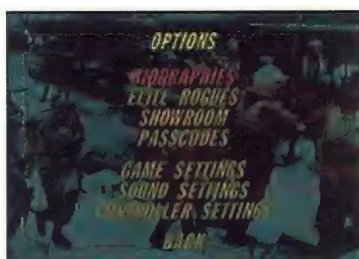 OPTIONS
BIOGRAPHIES
ELITE ROGUES
SHOWROOM
PASSCODES
GAME SETTINGS
SOUND SETTINGS
CONTROLLER SETTINGS
BACK